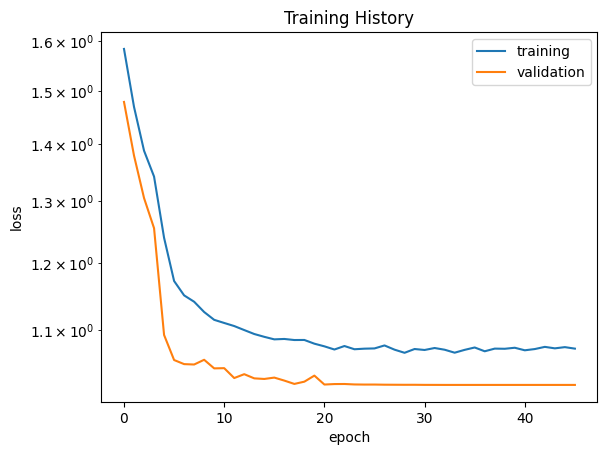 Training History
1.6 × 10⁰
1.5 × 10⁰
1.4 × 10⁰
1.3 × 10⁰
1.2 × 10⁰
1.1 × 10⁰
loss
training
validation
0
10
20
30
40
epoch